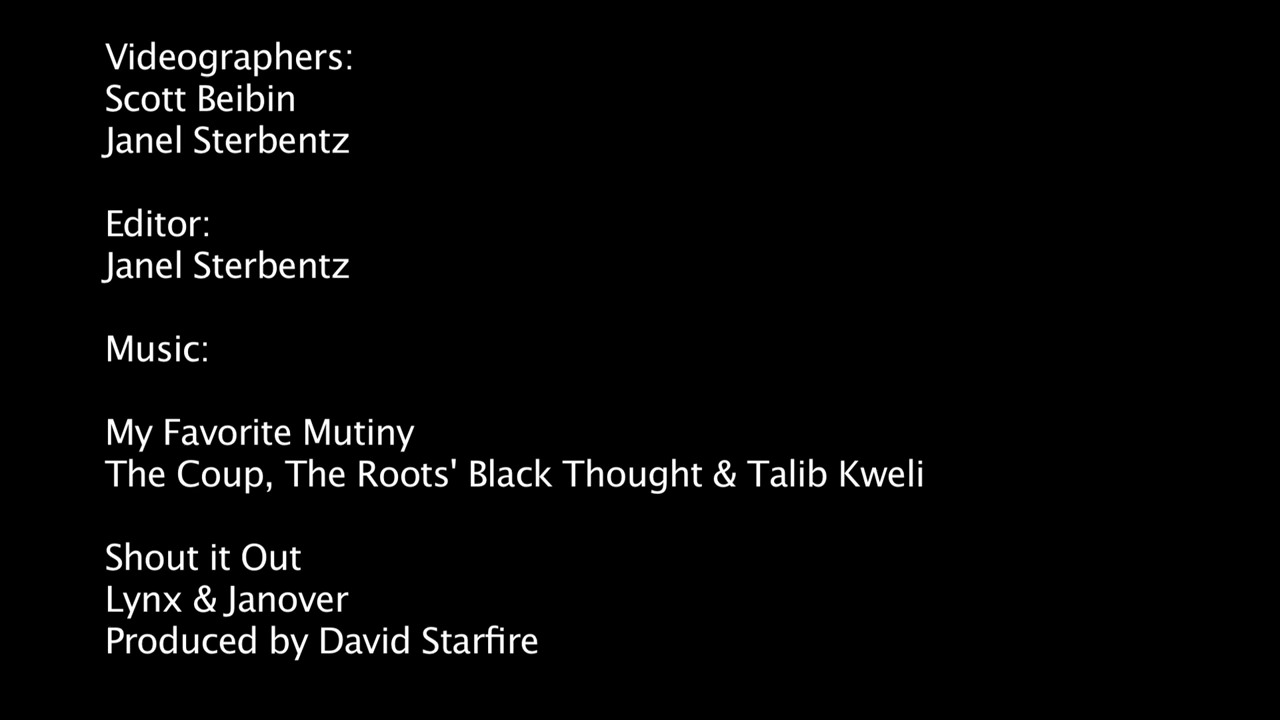 Videographers:
Scott Beibin
Janel Sterbentz
Editor:
Janel Sterbentz
Music:
My Favorite Mutiny
The Coup, The Roots' Black Thought & Talib Kweli
Shout it Out
Lynx & Janover
Produced by David Starfire